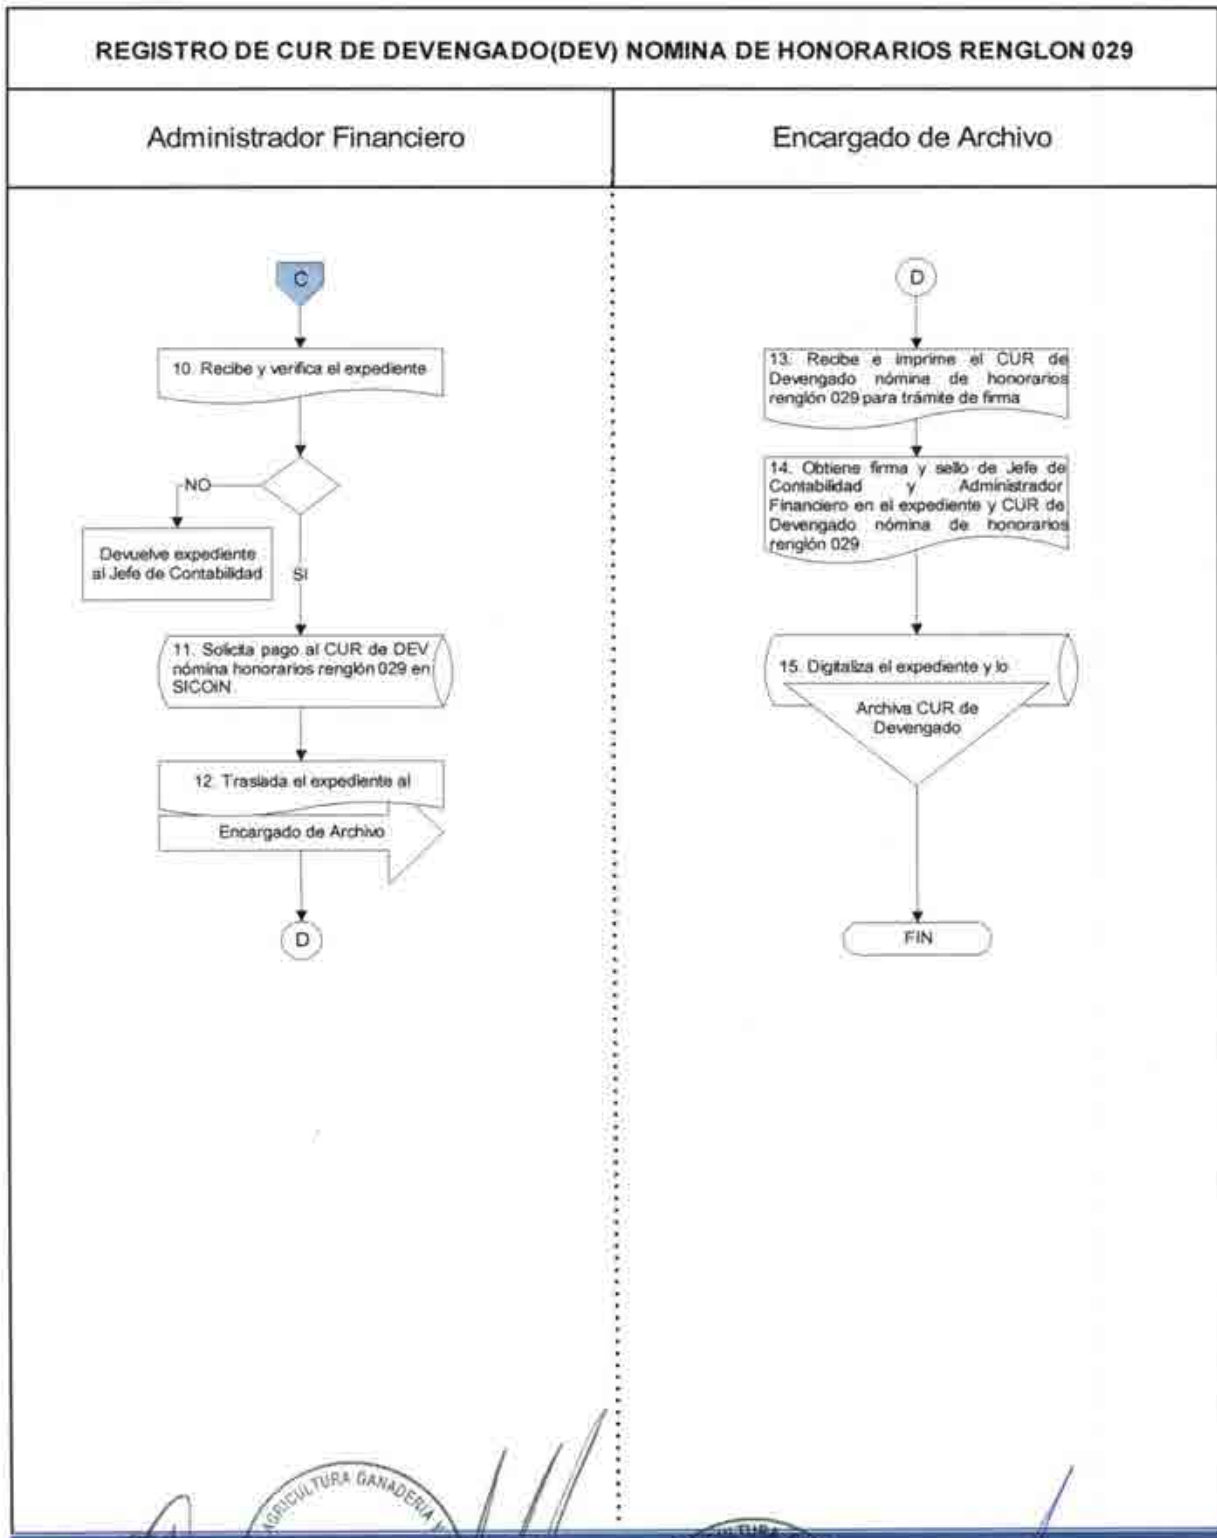 REGISTRO DE CUR DE DEVENGADO(DEV) NOMINA DE HONORARIOS RENGLON 029
Administrador Financiero
Encargado de Archivo
C
10. Recibe y verifica el expediente
NO
Devuelve expediente
al Jefe de Contabilidad
SI
11. Solicita pago al CUR de DEV
nómina honorarios renglón 029 en
SICOIN.
12. Traslada el expediente al
Encargado de Archivo
D
D
13. Recibe e imprime el CUR de
Devengado nómina de honorarios
renglón 029 para trámite de firma
14. Obtiene firma y sello de Jefe de
Contabilidad y Administrador
Financiero en el expediente y CUR de
Devengado nómina de honorarios
renglón 029
15. Digitaliza el expediente y lo
Archiva CUR de
Devengado
FIN
AGRICULTURA GANADERIA